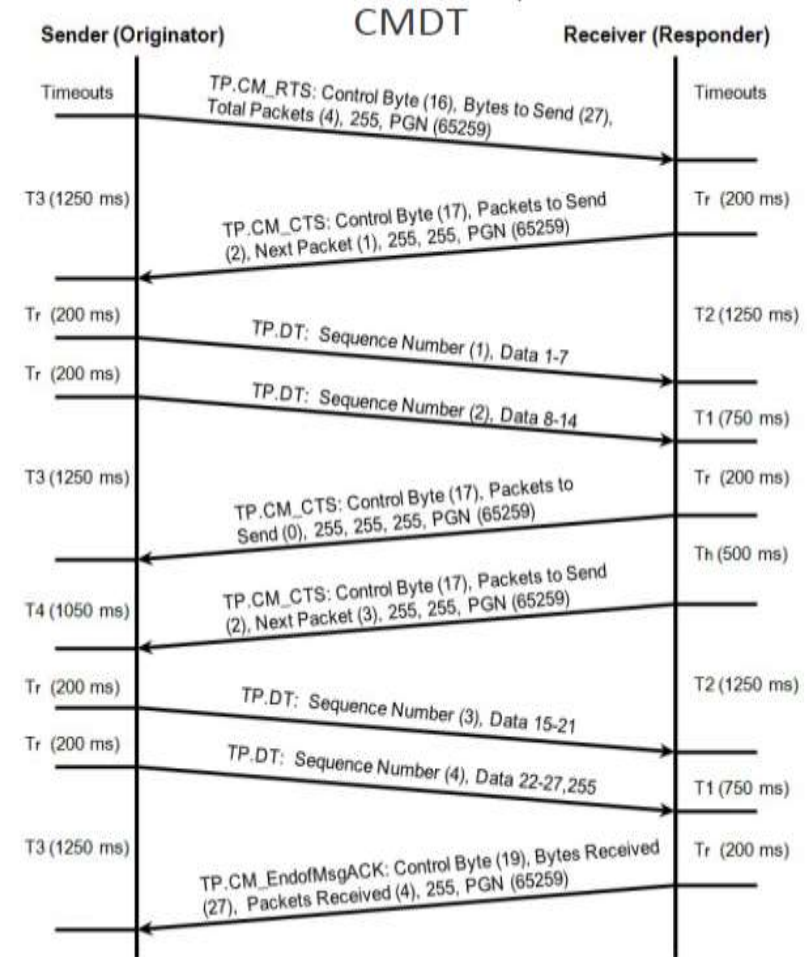 CMDT
Sender (Originator)
Receiver (Responder)
Timeouts
TP.CM_RTS: Control Byte (16), Bytes to Send (27),
Total Packets (4), 255, PGN (65259)
Timeouts
T3 (1250 ms)
Tr (200 ms)
TP.CM_CTS: Control Byte (17), Packets to Send
(2), Next Packet (1), 255, 255, PGN (65259)
Tr (200 ms)
T2 (1250 ms)
TP.DT: Sequence Number (1), Data 1-7
Tr (200 ms)
TP.DT: Sequence Number (2), Data 8-14
T1 (750 ms)
T3 (1250 ms)
Tr (200 ms)
TP.CM_CTS: Control Byte (17), Packets to
Send (0), 255, 255, 255, PGN (65259)
Th (500 ms)
TP.CM_CTS: Control Byte (17), Packets to Send
(2), Next Packet (3), 255, 255, PGN (65259)
T4 (1050 ms)
Tr (200 ms)
T2 (1250 ms)
TP.DT: Sequence Number (3), Data 15-21
Tr (200 ms)
TP.DT: Sequence Number (4), Data 22-27,255
T1 (750 ms)
T3 (1250 ms)
Tr (200 ms)
TP.CM_EndofMsgACK: Control Byte (19), Bytes Received
(27), Packets Received (4), 255, PGN (65259)